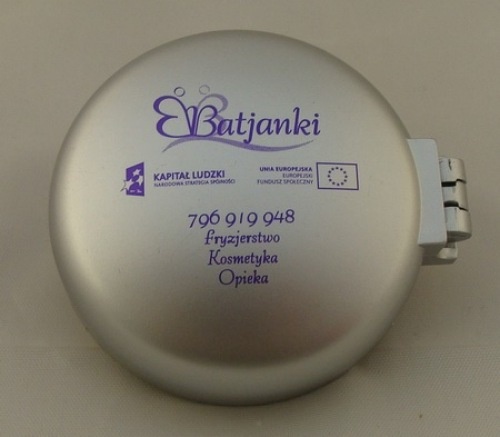 Batjanki
KAPITAŁ LUDZKI
NARODOWA STRATEGIA SPÓJNOŚCI
UNIA EUROPEJSKA
EUROPEJSKI
FUNDUSZ SPOŁECZNY
796 919 948
Fryzjerstwo
Kosmetyka
Opieka